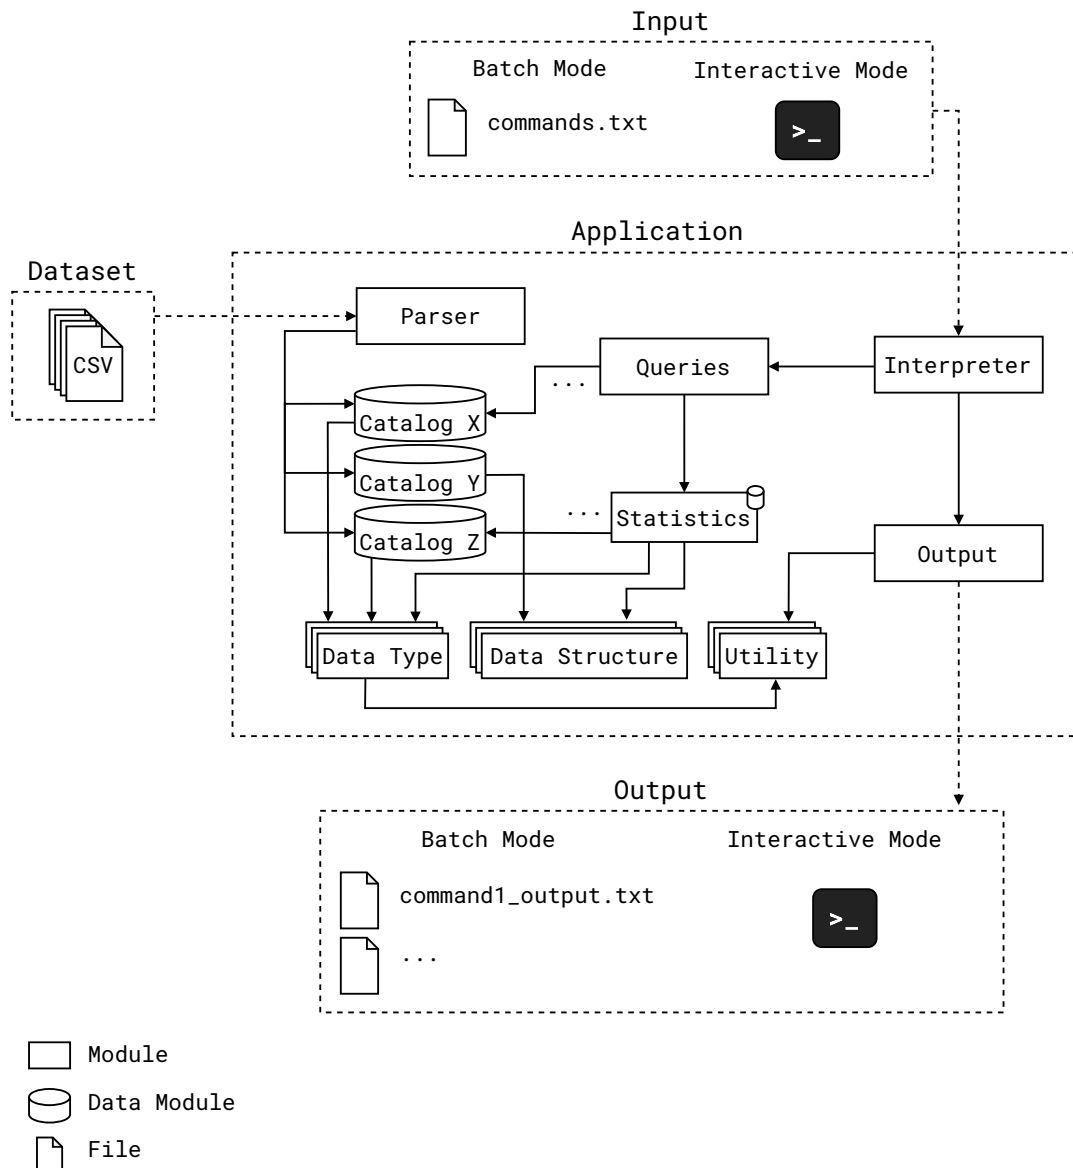 Input
Batch Mode
Interactive Mode
commands.txt
>_
Application
Dataset
CSV
Parser
Queries
Interpreter
...
Catalog X
Catalog Y
...
Statistics
Catalog Z
Output
Data Type
Data Structure
Utility
Output
Batch Mode
Interactive Mode
command1_output.txt
>_
...
Module
Data Module
File